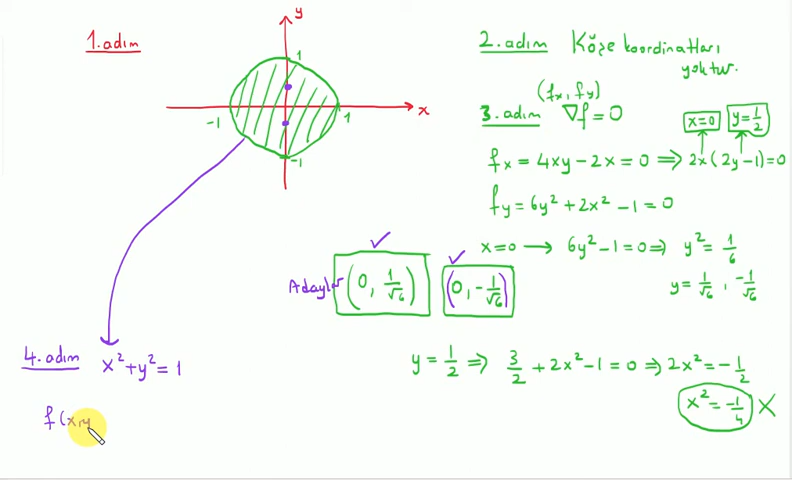 1.adım
y
1
x
-1
1
-1
2.adım Köşe koordinatları
yoktur.
(fx, fy)
3.adım ∇f=0
x=0 y=1/2
fx = 4xy-2x=0 ⇒ 2x(2y-1)=0
fy=6y²+2x²-1=0
x=0 → 6y²-1=0 ⇒ y²=1/6
y=1/√6, -1/√6
✓ ✓
Adaylar (0, 1/√6) (0, -1/√6)
4.adım x²+y²=1
y=1/2 ⇒ 3/2+2x²-1=0 ⇒ 2x²=-1/2
x²=-1/4 X
f(x,y